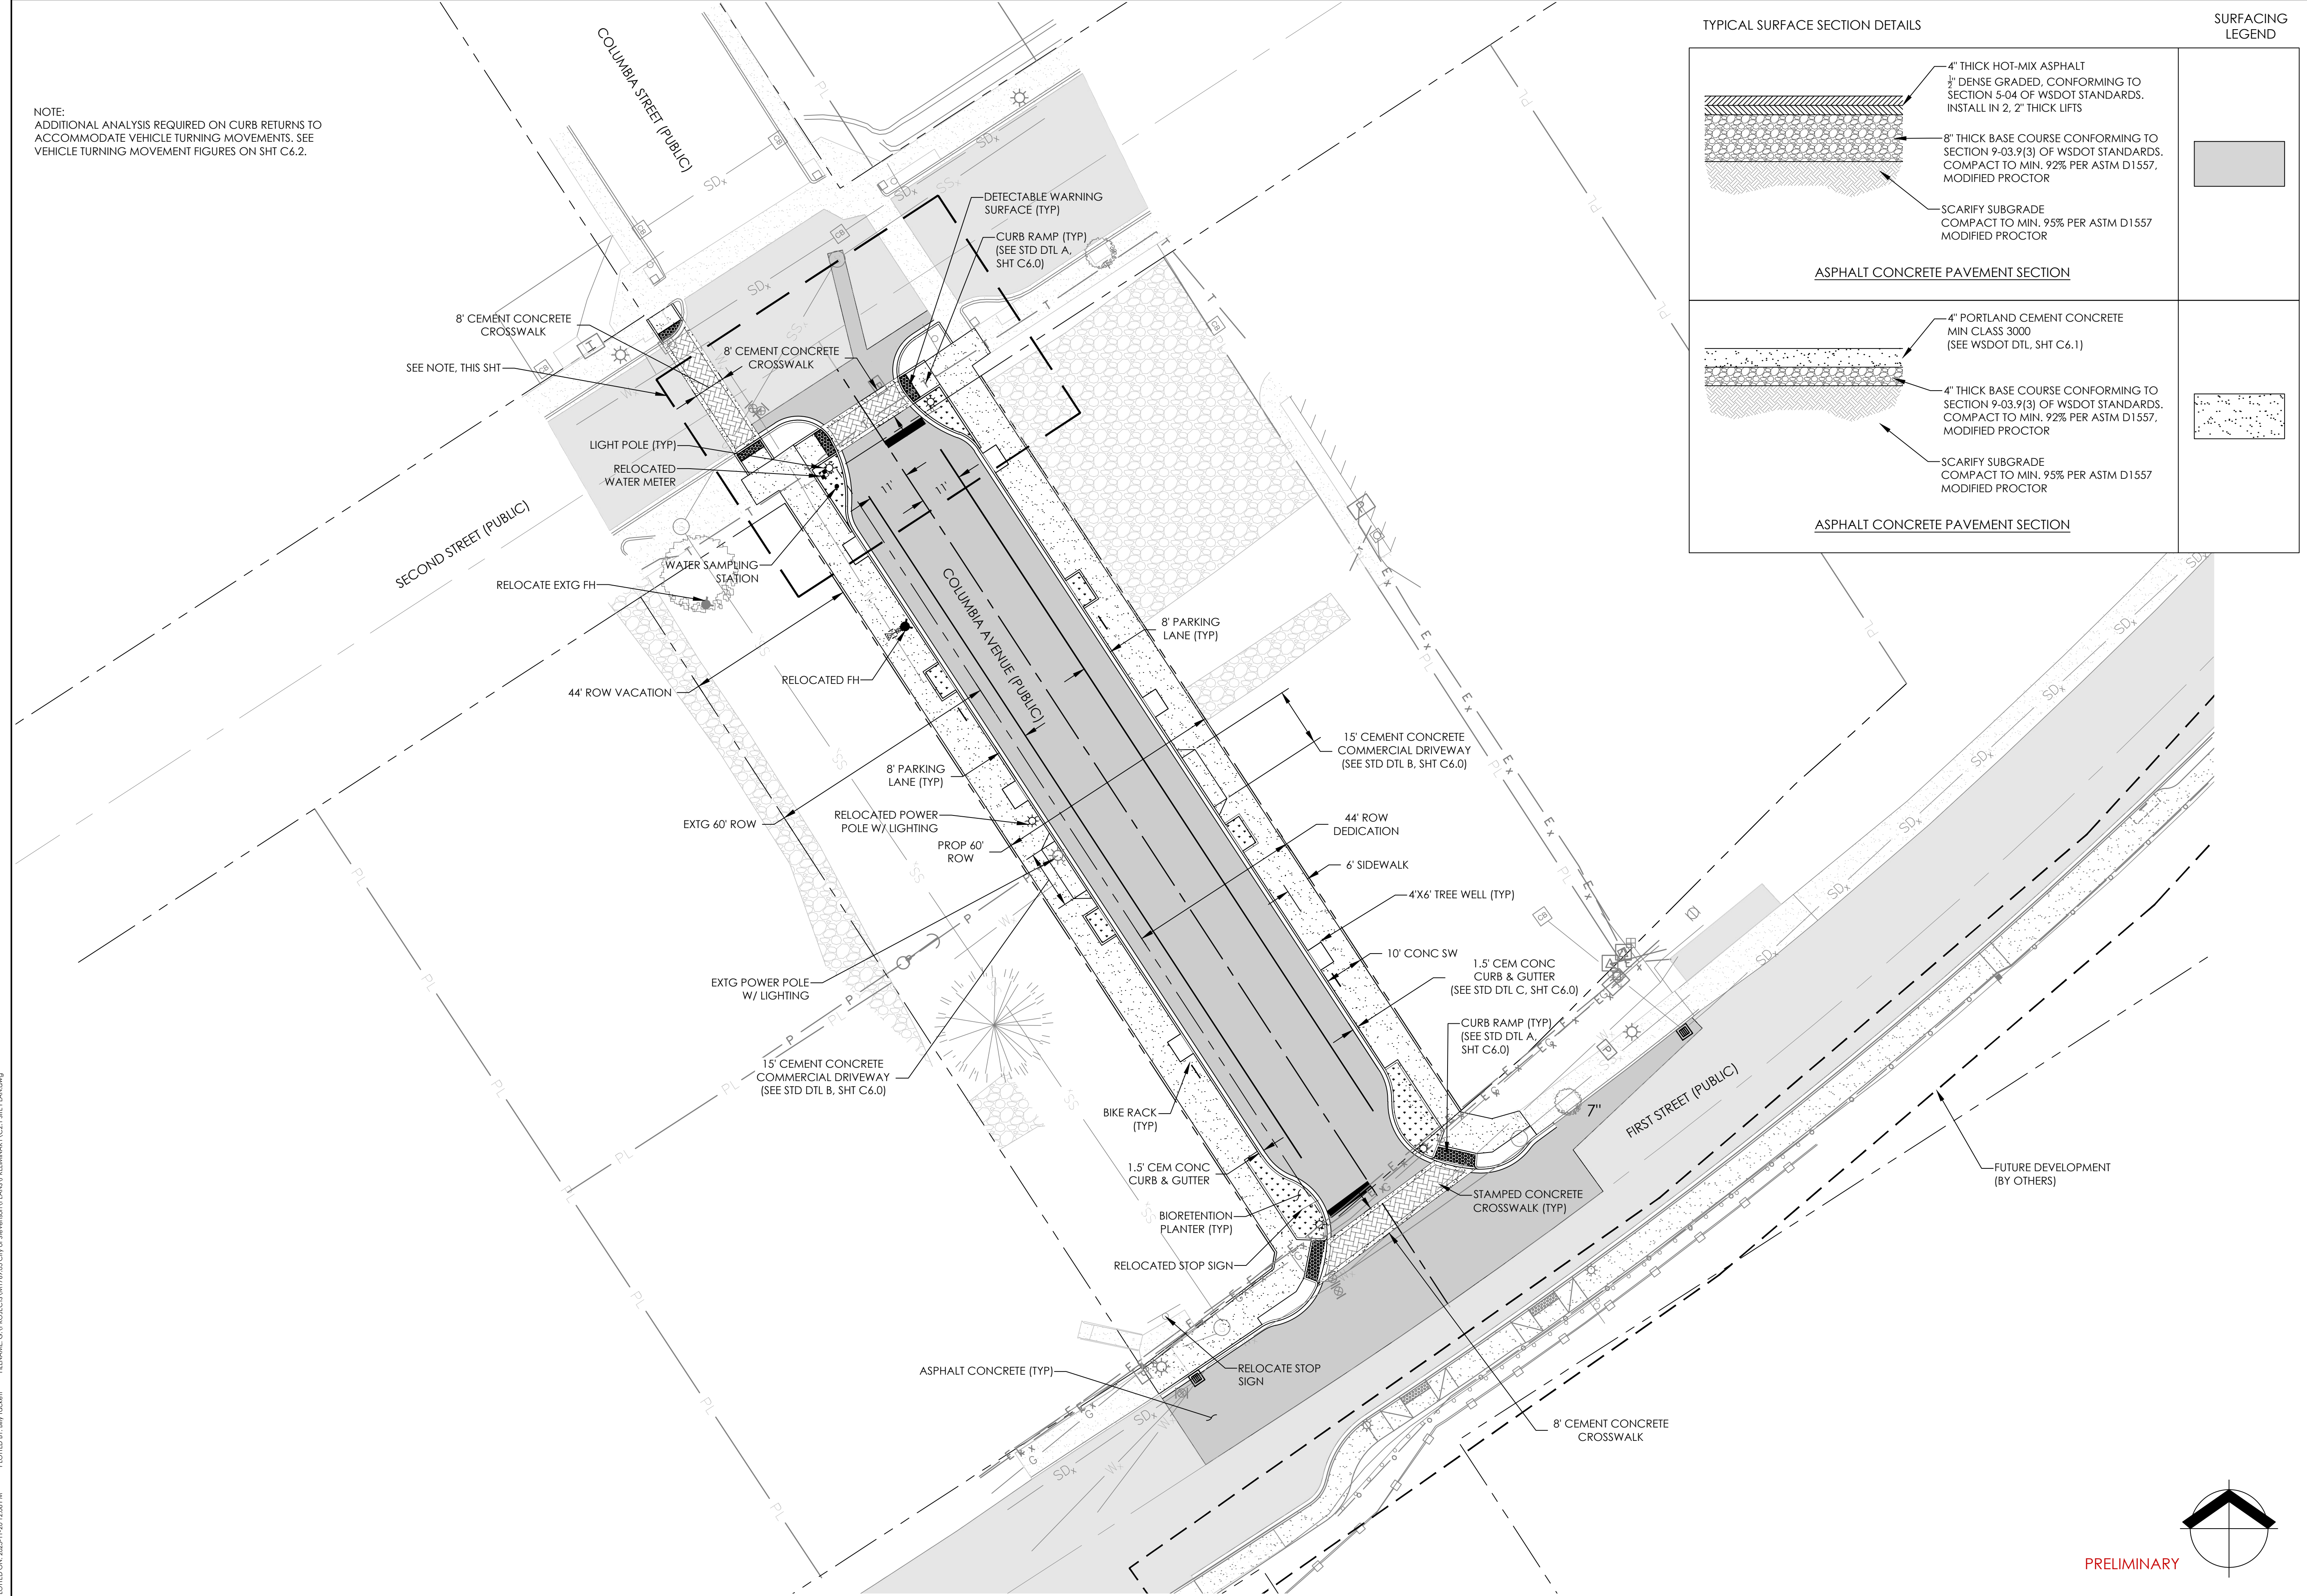 NOTE:
ADDITIONAL ANALYSIS REQUIRED ON CURB RETURNS TO
ACCOMMODATE VEHICLE TURNING MOVEMENTS. SEE
VEHICLE TURNING MOVEMENT FIGURES ON SHT C6.2.
TYPICAL SURFACE SECTION DETAILS
SURFACING
LEGEND
4" THICK HOT-MIX ASPHALT
1/2" DENSE GRADED, CONFORMING TO
SECTION 5-04 OF WSDOT STANDARDS.
INSTALL IN 2, 2" THICK LIFTS
8" THICK BASE COURSE CONFORMING TO
SECTION 9-03.9(3) OF WSDOT STANDARDS.
COMPACT TO MIN. 92% PER ASTM D1557,
MODIFIED PROCTOR
SCARIFY SUBGRADE
COMPACT TO MIN. 95% PER ASTM D1557
MODIFIED PROCTOR
ASPHALT CONCRETE PAVEMENT SECTION
4" PORTLAND CEMENT CONCRETE
MIN CLASS 3000
(SEE WSDOT DTL, SHT C6.1)
4" THICK BASE COURSE CONFORMING TO
SECTION 9-03.9(3) OF WSDOT STANDARDS.
COMPACT TO MIN. 92% PER ASTM D1557,
MODIFIED PROCTOR
SCARIFY SUBGRADE
COMPACT TO MIN. 95% PER ASTM D1557
MODIFIED PROCTOR
ASPHALT CONCRETE PAVEMENT SECTION
COLUMBIA STREET (PUBLIC)
DETECTABLE WARNING
SURFACE (TYP)
CURB RAMP (TYP)
(SEE STD DTL A,
SHT C6.0)
8' CEMENT CONCRETE
CROSSWALK
8' CEMENT CONCRETE
CROSSWALK
SEE NOTE, THIS SHT
LIGHT POLE (TYP)
RELOCATED
WATER METER
11'
11'
SECOND STREET (PUBLIC)
WATER SAMPLING
STATION
RELOCATE EXTG FH
COLUMBIA AVENUE (PUBLIC)
8' PARKING
LANE (TYP)
RELOCATED FH
44' ROW VACATION
15' CEMENT CONCRETE
COMMERCIAL DRIVEWAY
(SEE STD DTL B, SHT C6.0)
8' PARKING
LANE (TYP)
EXTG 60' ROW
RELOCATED POWER
POLE W/ LIGHTING
44' ROW
DEDICATION
PROP 60'
ROW
6' SIDEWALK
4'X6' TREE WELL (TYP)
10' CONC SW
1.5' CEM CONC
CURB & GUTTER
(SEE STD DTL C, SHT C6.0)
EXTG POWER POLE
W/ LIGHTING
CURB RAMP (TYP)
(SEE STD DTL A,
SHT C6.0)
15' CEMENT CONCRETE
COMMERCIAL DRIVEWAY
(SEE STD DTL B, SHT C6.0)
7"
FIRST STREET (PUBLIC)
BIKE RACK
(TYP)
1.5' CEM CONC
CURB & GUTTER
FUTURE DEVELOPMENT
(BY OTHERS)
STAMPED CONCRETE
CROSSWALK (TYP)
BIORETENTION
PLANTER (TYP)
RELOCATED STOP SIGN
ASPHALT CONCRETE (TYP)
RELOCATE STOP
SIGN
8' CEMENT CONCRETE
CROSSWALK
PRELIMINARY